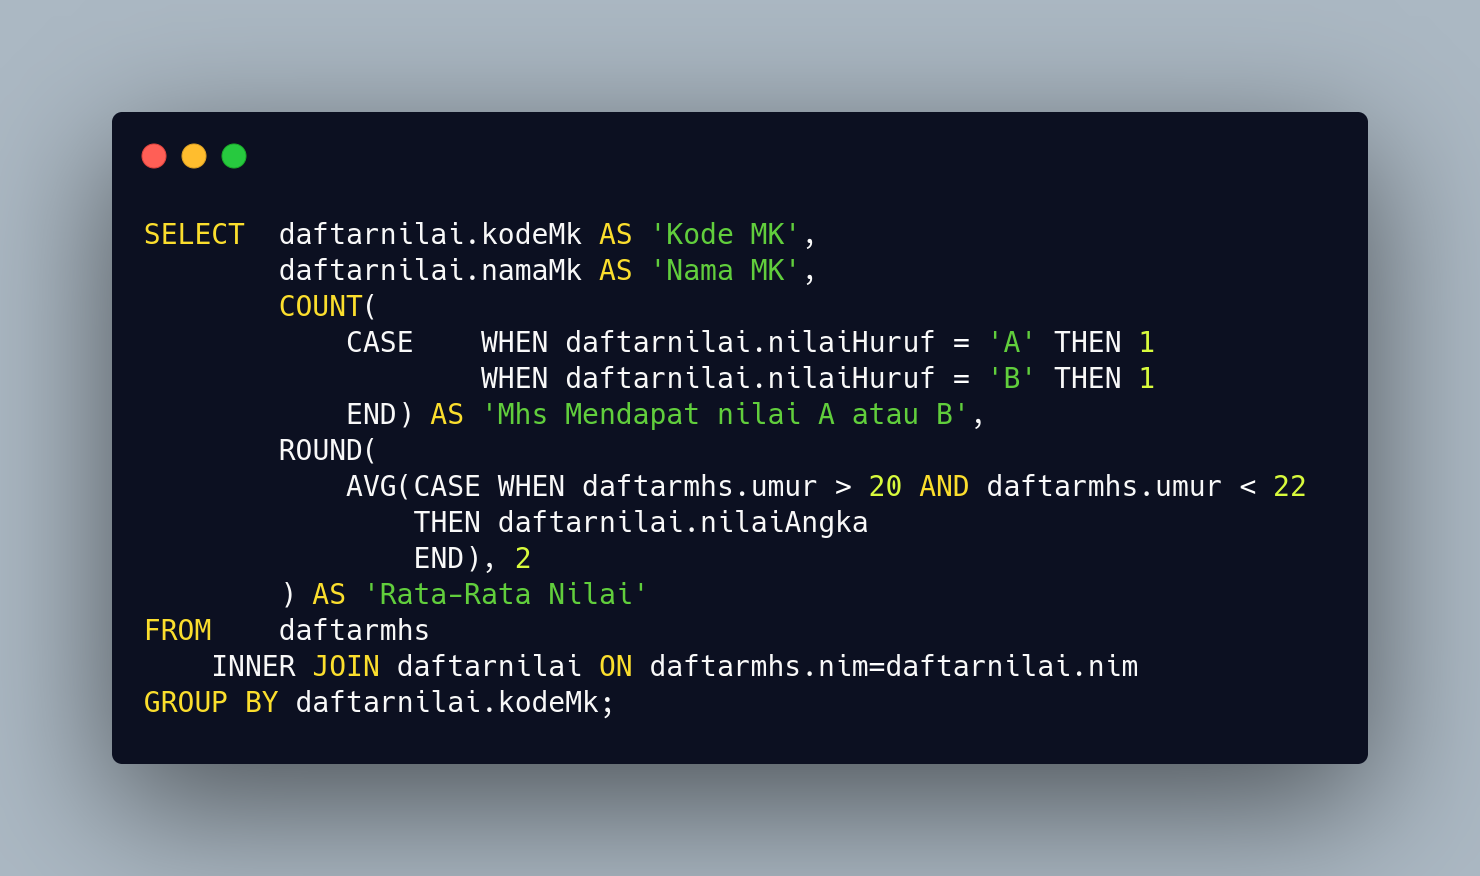 SELECT  daftarnilai.kodeMk AS 'Kode MK',
        daftarnilai.namaMk AS 'Nama MK',
        COUNT(
            CASE    WHEN daftarnilai.nilaiHuruf = 'A' THEN 1
                    WHEN daftarnilai.nilaiHuruf = 'B' THEN 1
            END) AS 'Mhs Mendapat nilai A atau B',
        ROUND(
            AVG(CASE WHEN daftarmhs.umur > 20 AND daftarmhs.umur < 22
                THEN daftarnilai.nilaiAngka
                END), 2
        ) AS 'Rata-Rata Nilai'
FROM    daftarmhs
    INNER JOIN daftarnilai ON daftarmhs.nim=daftarnilai.nim
GROUP BY daftarnilai.kodeMk;